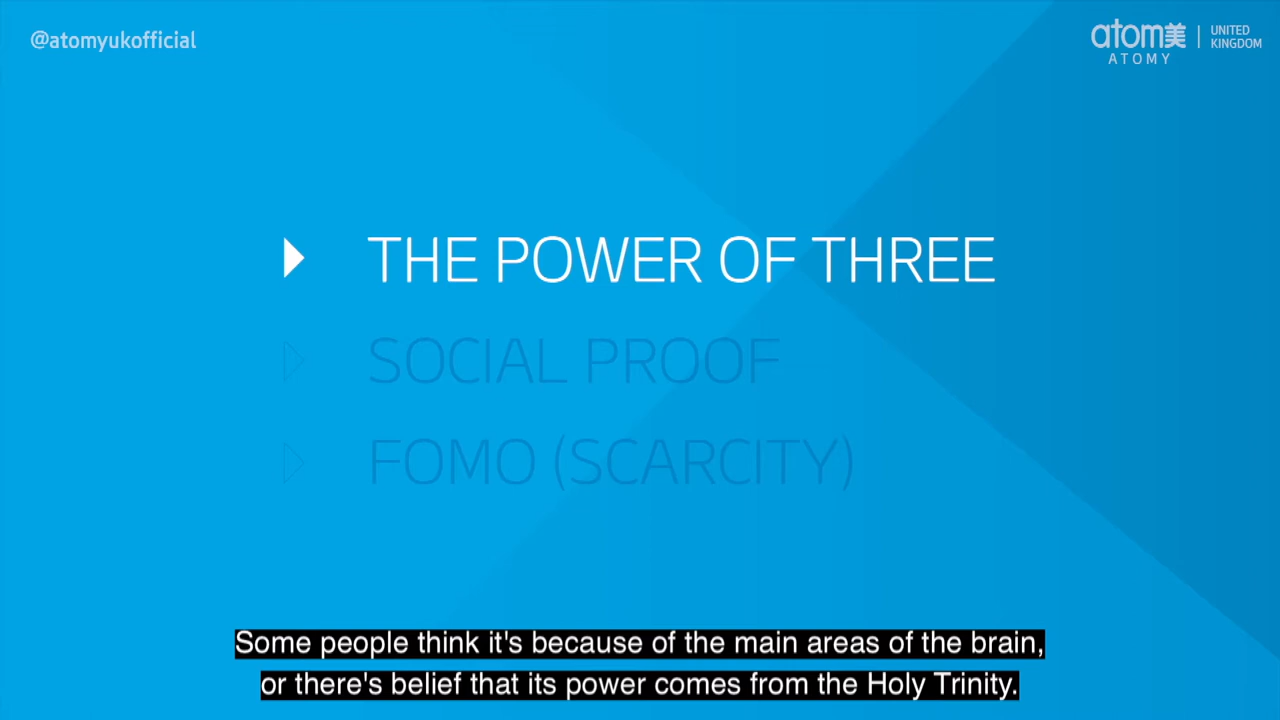 @atomyukofficial
atom美 | UNITED KINGDOM
ATOMY
THE POWER OF THREE
SOCIAL PROOF
FOMO (SCARCITY)
Some people think it's because of the main areas of the brain,
or there's belief that its power comes from the Holy Trinity.